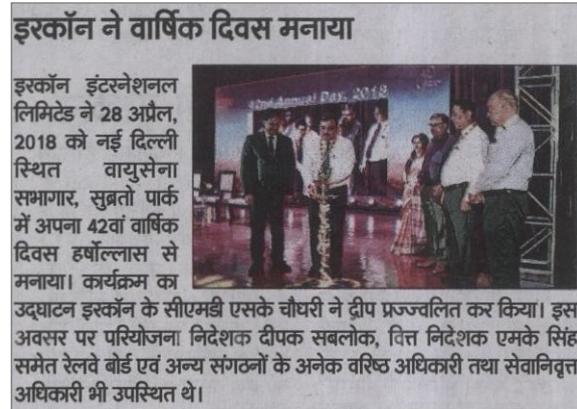 इरकॉन ने वार्षिक दिवस मनाया
इरकॉन इंटरनेशनल
लिमिटेड ने 28 अप्रैल,
2018 को नई दिल्ली
स्थित वायुसेना
सभागार, सुब्रतो पार्क
में अपना 42वां वार्षिक
दिवस हर्षोल्लास से
मनाया। कार्यक्रम का
उद्घाटन इरकॉन के सीएमडी एसके चौधरी ने द्वीप प्रज्ज्वलित कर किया। इस
अवसर पर परियोजना निदेशक दीपक सबलोक, वित्त निदेशक एमके सिंह
समेत रेलवे बोर्ड एवं अन्य संगठनों के अनेक वरिष्ठ अधिकारी तथा सेवानिवृत्त
अधिकारी भी उपस्थित थे।
42nd Annual Day, 2018